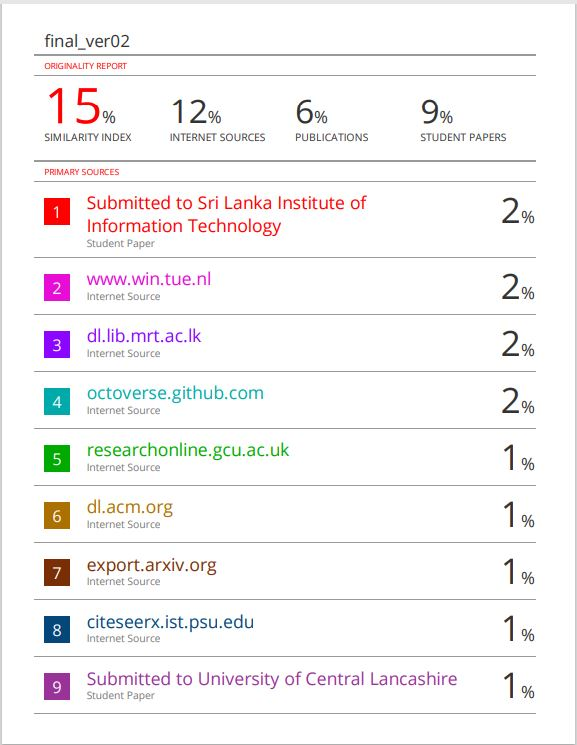 final_ver02
ORIGINALITY REPORT
15% 12% 6% 9%
SIMILARITY INDEX INTERNET SOURCES PUBLICATIONS STUDENT PAPERS
PRIMARY SOURCES
1 Submitted to Sri Lanka Institute of 2%
Information Technology
Student Paper
2 www.win.tue.nl 2%
Internet Source
3 dl.lib.mrt.ac.lk 2%
Internet Source
4 octoverse.github.com 2%
Internet Source
5 researchonline.gcu.ac.uk 1%
Internet Source
6 dl.acm.org 1%
Internet Source
7 export.arxiv.org 1%
Internet Source
8 citeseerx.ist.psu.edu 1%
Internet Source
9 Submitted to University of Central Lancashire 1%
Student Paper